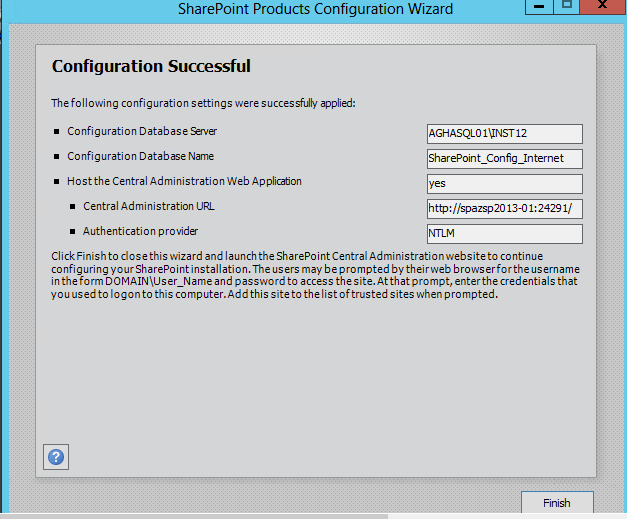 SharePoint Products Configuration Wizard
Configuration Successful
The following configuration settings were successfully applied:
Configuration Database Server AGHASQL01\INST12
Configuration Database Name SharePoint_Config_Internet
Host the Central Administration Web Application yes
Central Administration URL http://spazsp2013-01:24291/
Authentication provider NTLM
Click Finish to close this wizard and launch the SharePoint Central Administration website to continue
configuring your SharePoint installation. The users may be prompted by their web browser for the username
in the form DOMAIN\User_Name and password to access the site. At that prompt, enter the credentials that
you used to logon to this computer. Add this site to the list of trusted sites when prompted.
?
Finish